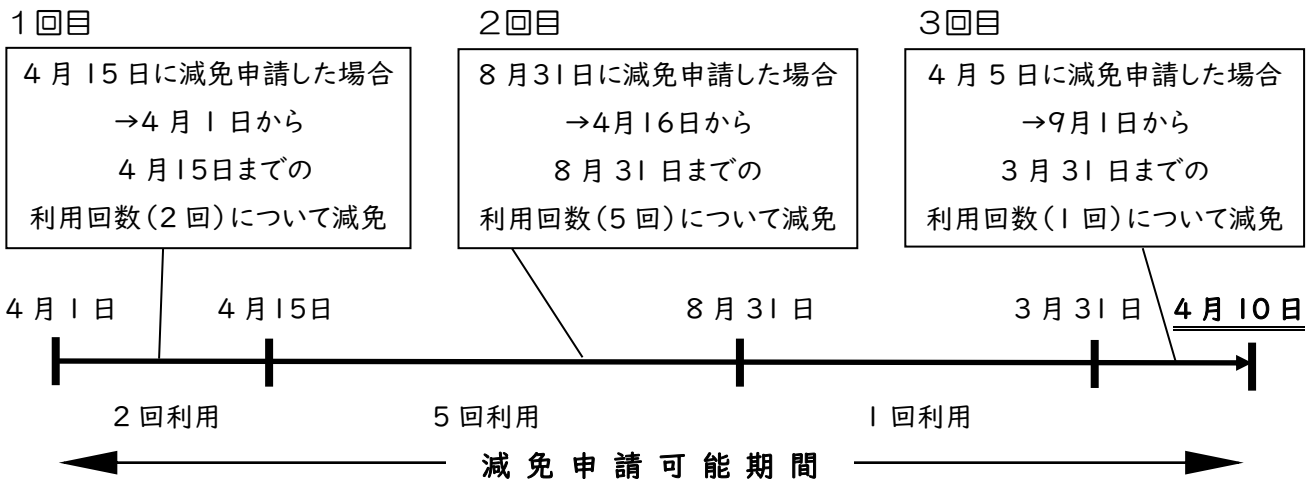 1回目
4月15日に減免申請した場合
→4月1日から
4月15日までの
利用回数(2回)について減免
2回目
8月31日に減免申請した場合
→4月16日から
8月31日までの
利用回数(5回)について減免
3回目
4月5日に減免申請した場合
→9月1日から
3月31日までの
利用回数(1回)について減免
4月1日
4月15日
8月31日
3月31日
4月10日
2回利用
5回利用
1回利用
減免申請可能期間